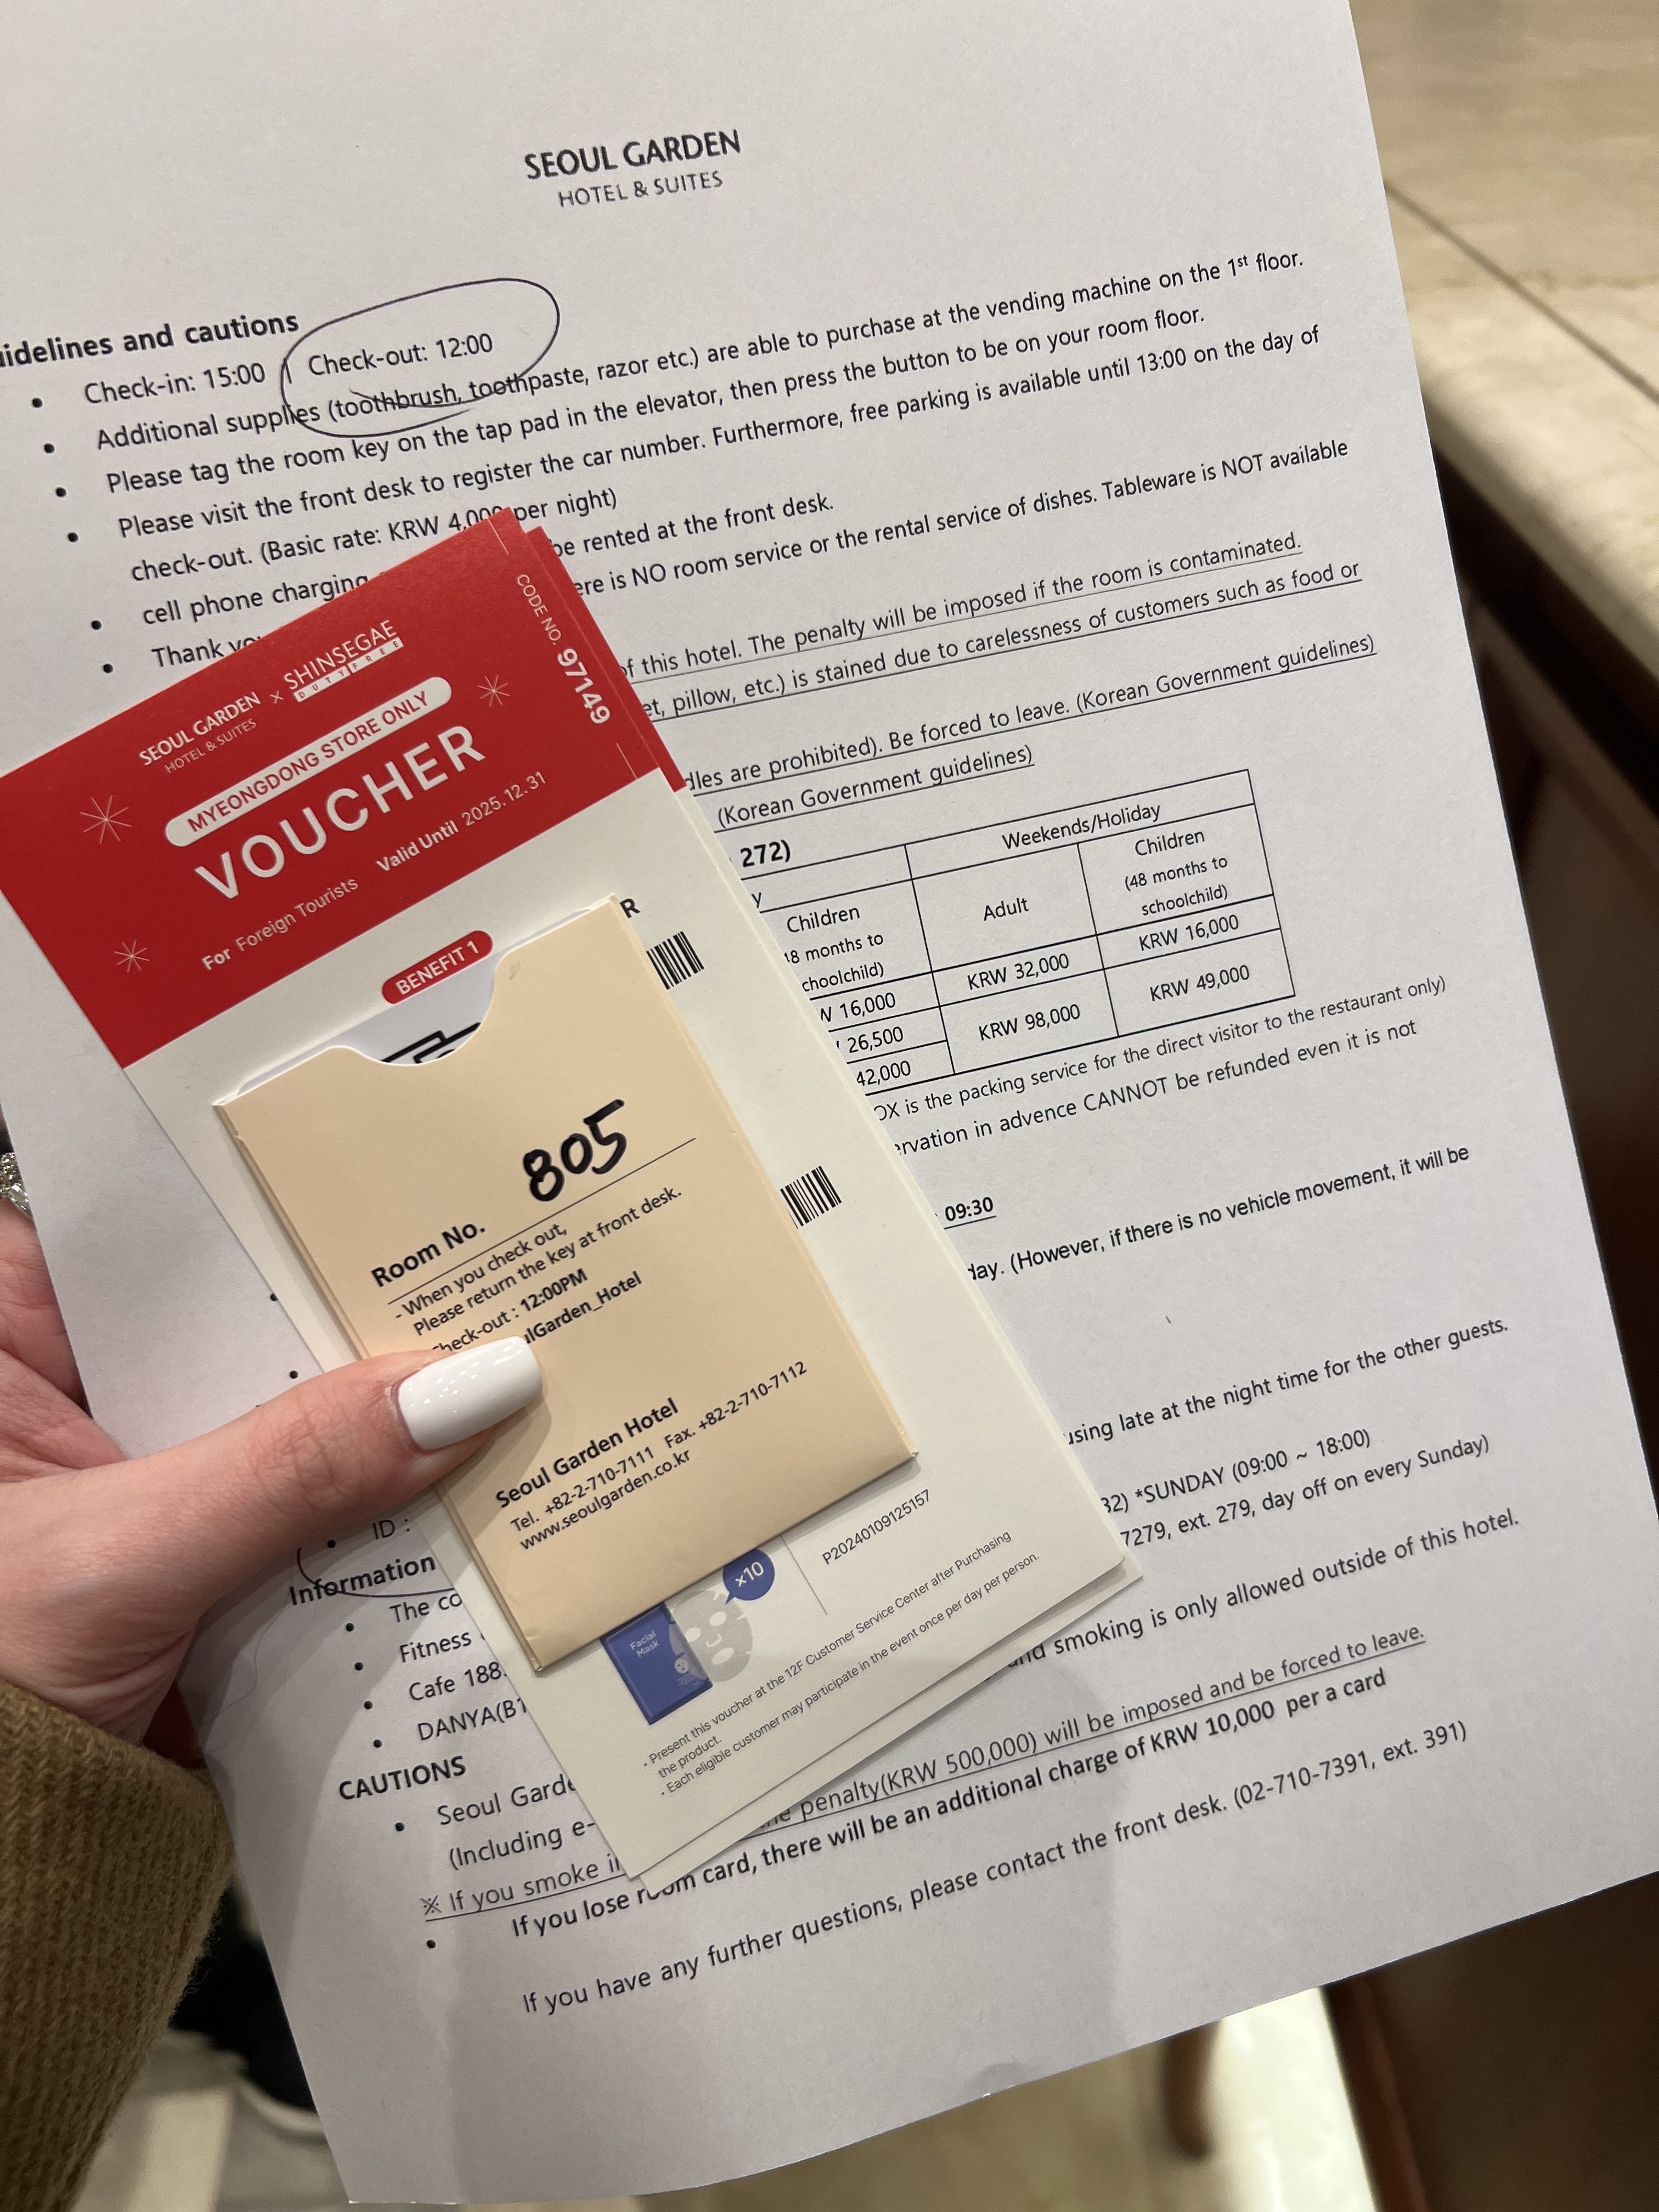 SEOUL GARDEN
HOTEL & SUITES
idelines and cautions
Check-in: 15:00 | Check-out: 12:00
Additional supplies (toothbrush, toothpaste, razor etc.) are able to purchase at the vending machine on the 1st floor.
Please tag the room key on the tap pad in the elevator, then press the button to be on your room floor.
Please visit the front desk to register the car number. Furthermore, free parking is available until 13:00 on the day of
check-out. (Basic rate: KRW 4,000 per night)
cell phone charging be rented at the front desk.
Thank ere is NO room service or the rental service of dishes. Tableware is NOT available
of this hotel. The penalty will be imposed if the room is contaminated.
et, pillow, etc.) is stained due to carelessness of customers such as food or
dles are prohibited). Be forced to leave. (Korean Government guidelines)
(Korean Government guidelines)
272)
Weekends/Holiday
y
Children
18 months to
choolchild)
Adult
Children
(48 months to
schoolchild)
W 16,000
KRW 32,000
KRW 16,000
26,500
42,000
KRW 98,000
KRW 49,000
OX is the packing service for the direct visitor to the restaurant only)
ervation in advence CANNOT be refunded even it is not
09:30
day. (However, if there is no vehicle movement, it will be
using late at the night time for the other guests.
ID :
Information
The co
Fitness
32) *SUNDAY (09:00 ~ 18:00)
Cafe 188
7279, ext. 279, day off on every Sunday)
DANYA(B1
CAUTIONS
Seoul Garde and smoking is only allowed outside of this hotel.
(Including e-
※ If you smoke i he penalty(KRW 500,000) will be imposed and be forced to leave.
If you lose room card, there will be an additional charge of KRW 10,000 per a card
If you have any further questions, please contact the front desk. (02-710-7391, ext. 391)
SEOUL GARDEN
HOTEL & SUITES
×
SHINSEGAE
DUTY FREE
MYEONGDONG STORE ONLY
VOUCHER
For Foreign Tourists Valid Until 2025.12.31
CODE NO. 97149
BENEFIT 1
R
Room No. 805
- When you check out,
Please return the key at front desk.
heck-out : 12:00PM
ulGarden_Hotel
Seoul Garden Hotel
Tel. +82-2-710-7111 Fax. +82-2-710-7112
www.seoulgarden.co.kr
x10
Facial
Mask
P20240109125157
- Present this voucher at the 12F Customer Service Center after Purchasing
the product.
- Each eligible customer may participate in the event once per day per person.